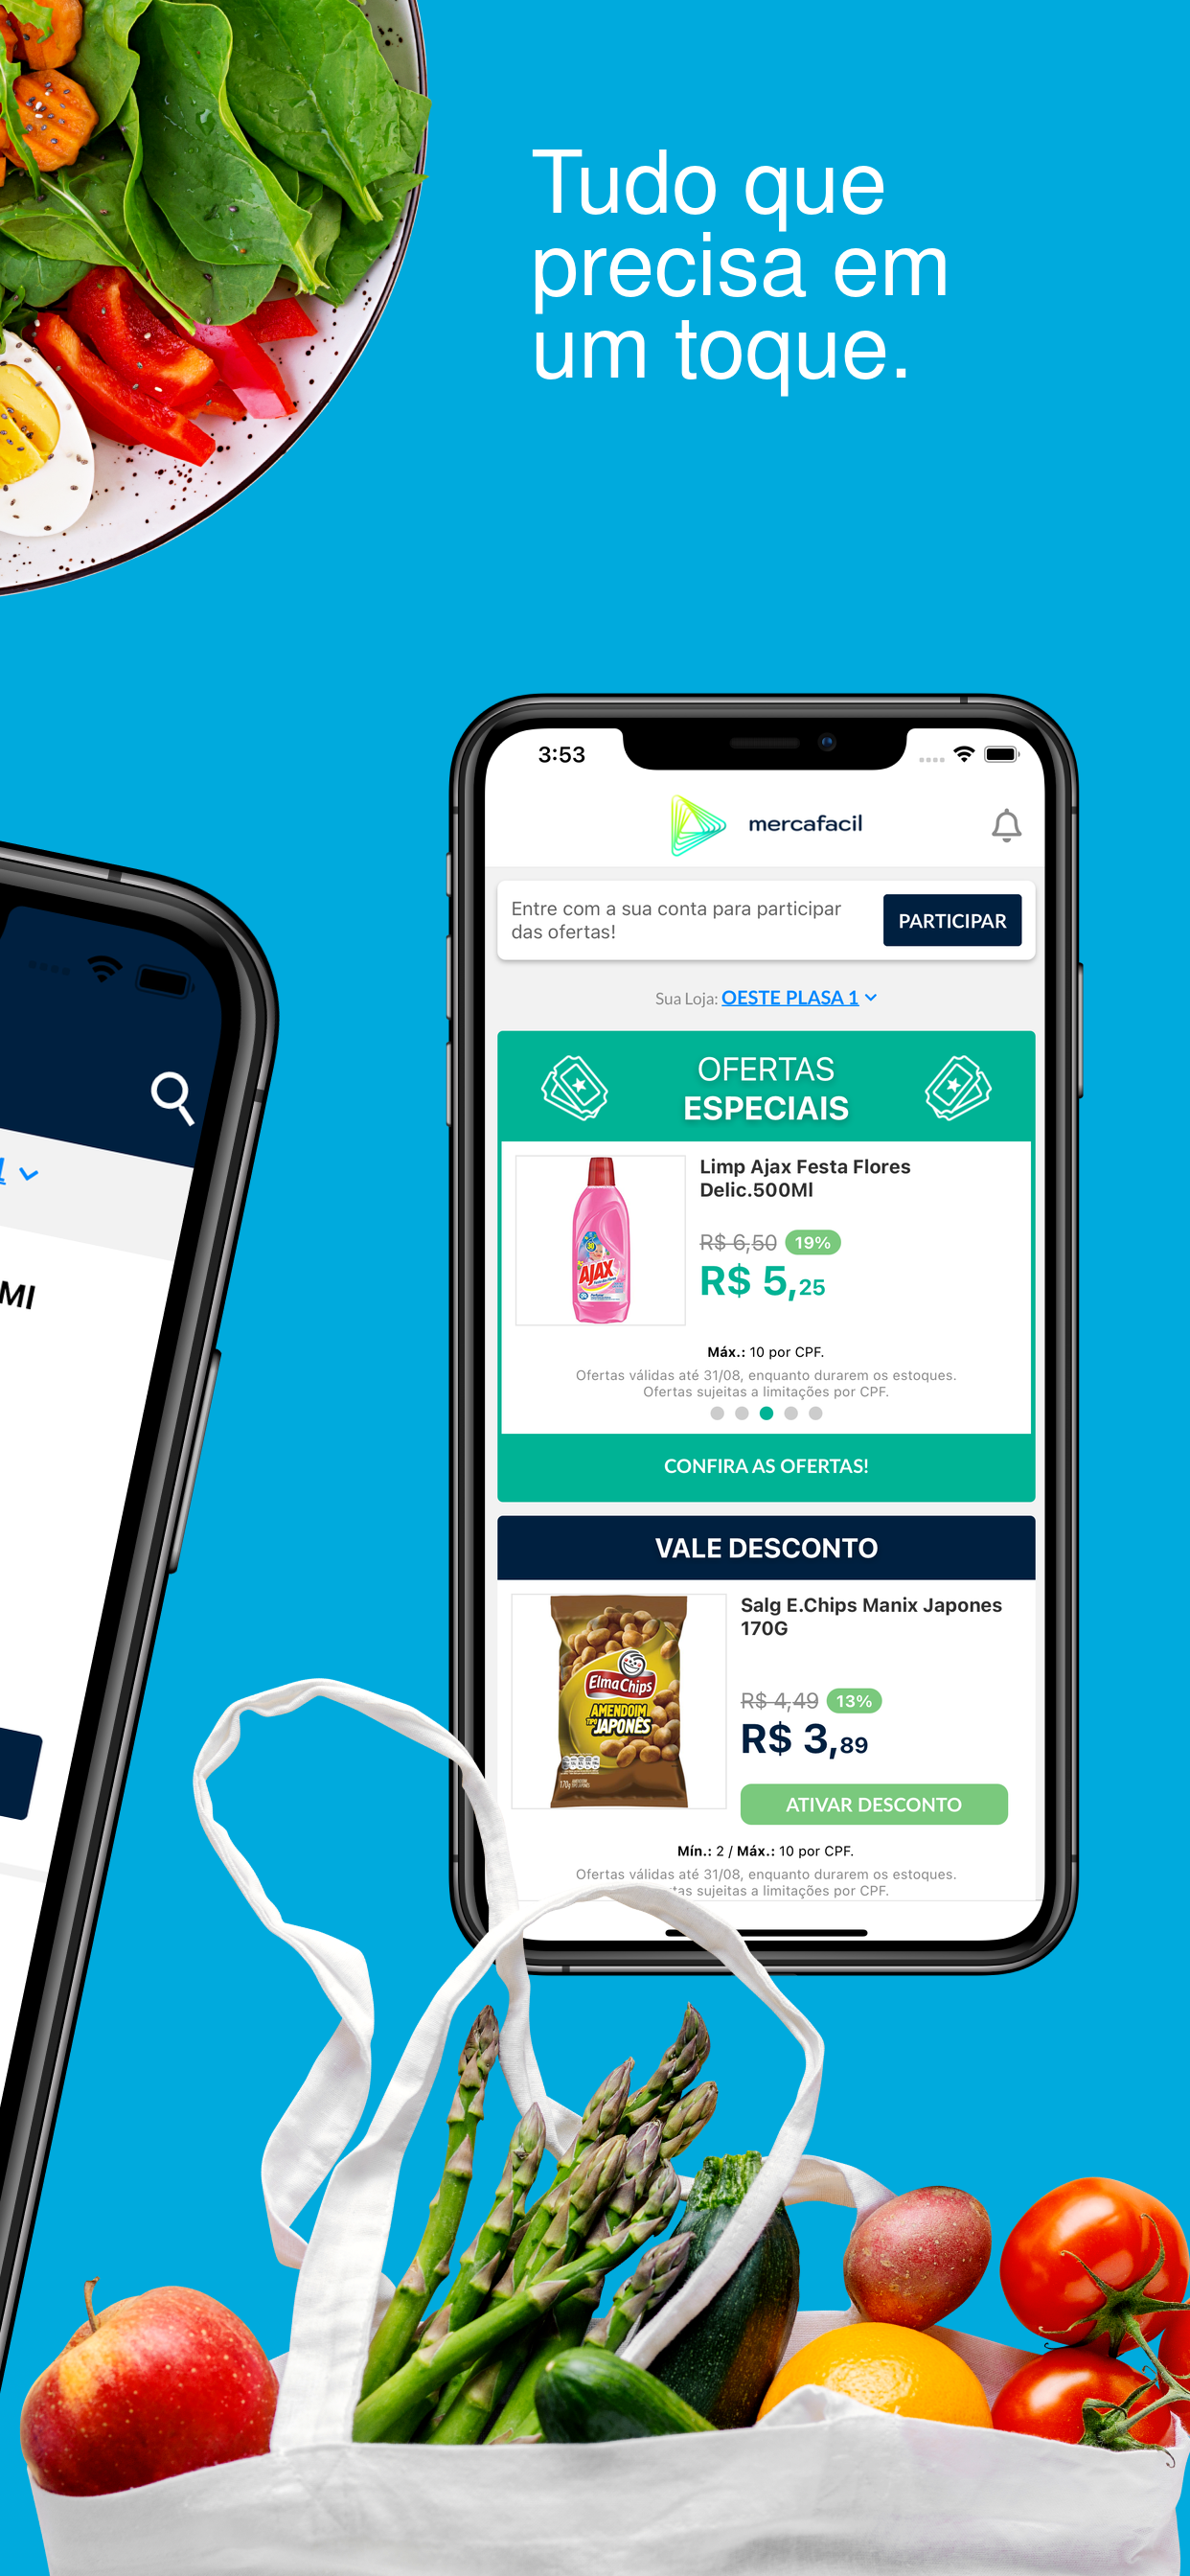 Tudo que
precisa em
um toque.
3:53
mercafacil
Entre com a sua conta para participar
das ofertas!
PARTICIPAR
Sua Loja: OESTE PLASA 1
OFERTAS
ESPECIAIS
Limp Ajax Festa Flores
Delic.500Ml
R$ 6,50 19%
R$ 5,25
AJAX
Máx.: 10 por CPF.
Ofertas válidas até 31/08, enquanto durarem os estoques.
Ofertas sujeitas a limitações por CPF.
CONFIRA AS OFERTAS!
VALE DESCONTO
Salg E.Chips Manix Japones
170G
R$ 4,49 13%
R$ 3,89
Elma Chips
AMENDOIM
TIPO JAPONÊS
170g
ATIVAR DESCONTO
Mín.: 2 / Máx.: 10 por CPF.
Ofertas válidas até 31/08, enquanto durarem os estoques.
sujeitas a limitações por CPF.